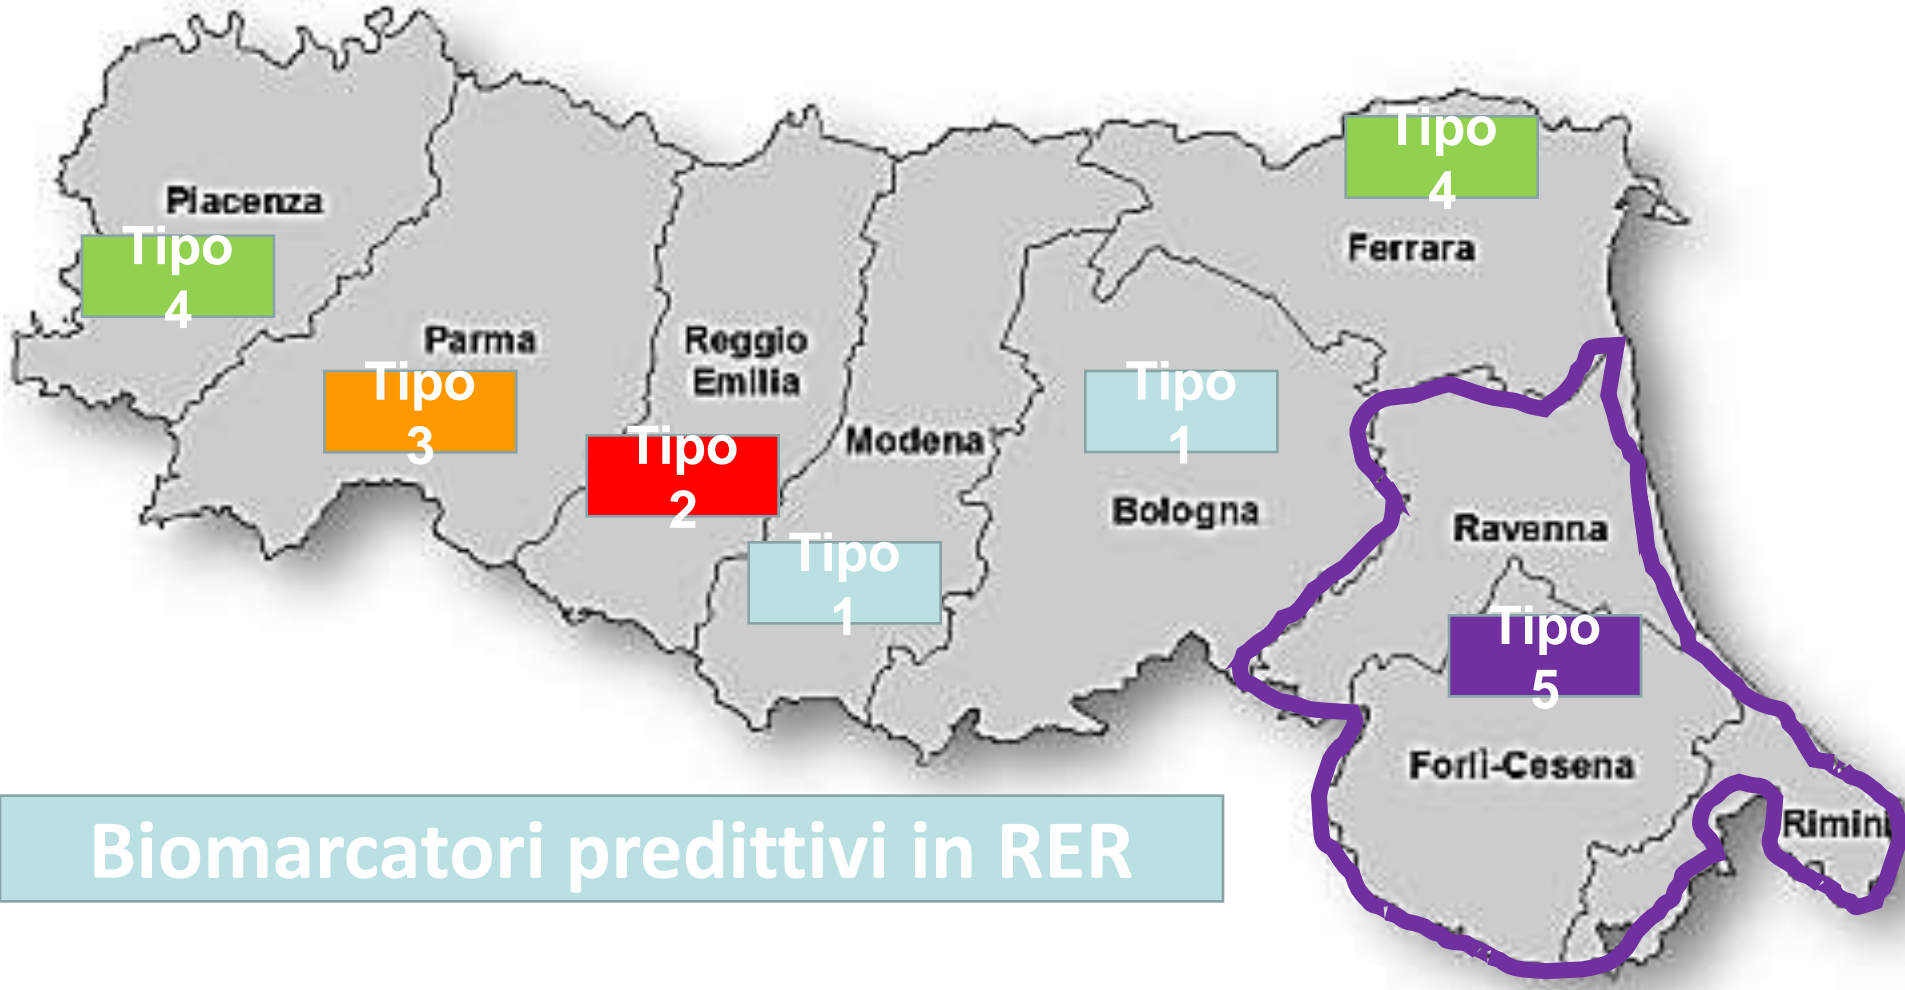 Tipo
4
Piacenza
Tipo
4
Ferrara
Parma
Reggio
Emilia
Tipo
3
Tipo
1
Modena
Tipo
2
Bologna
Ravenna
Tipo
1
Tipo
5
Forlì-Cesena
Rimini
Biomarcatori predittivi in RER